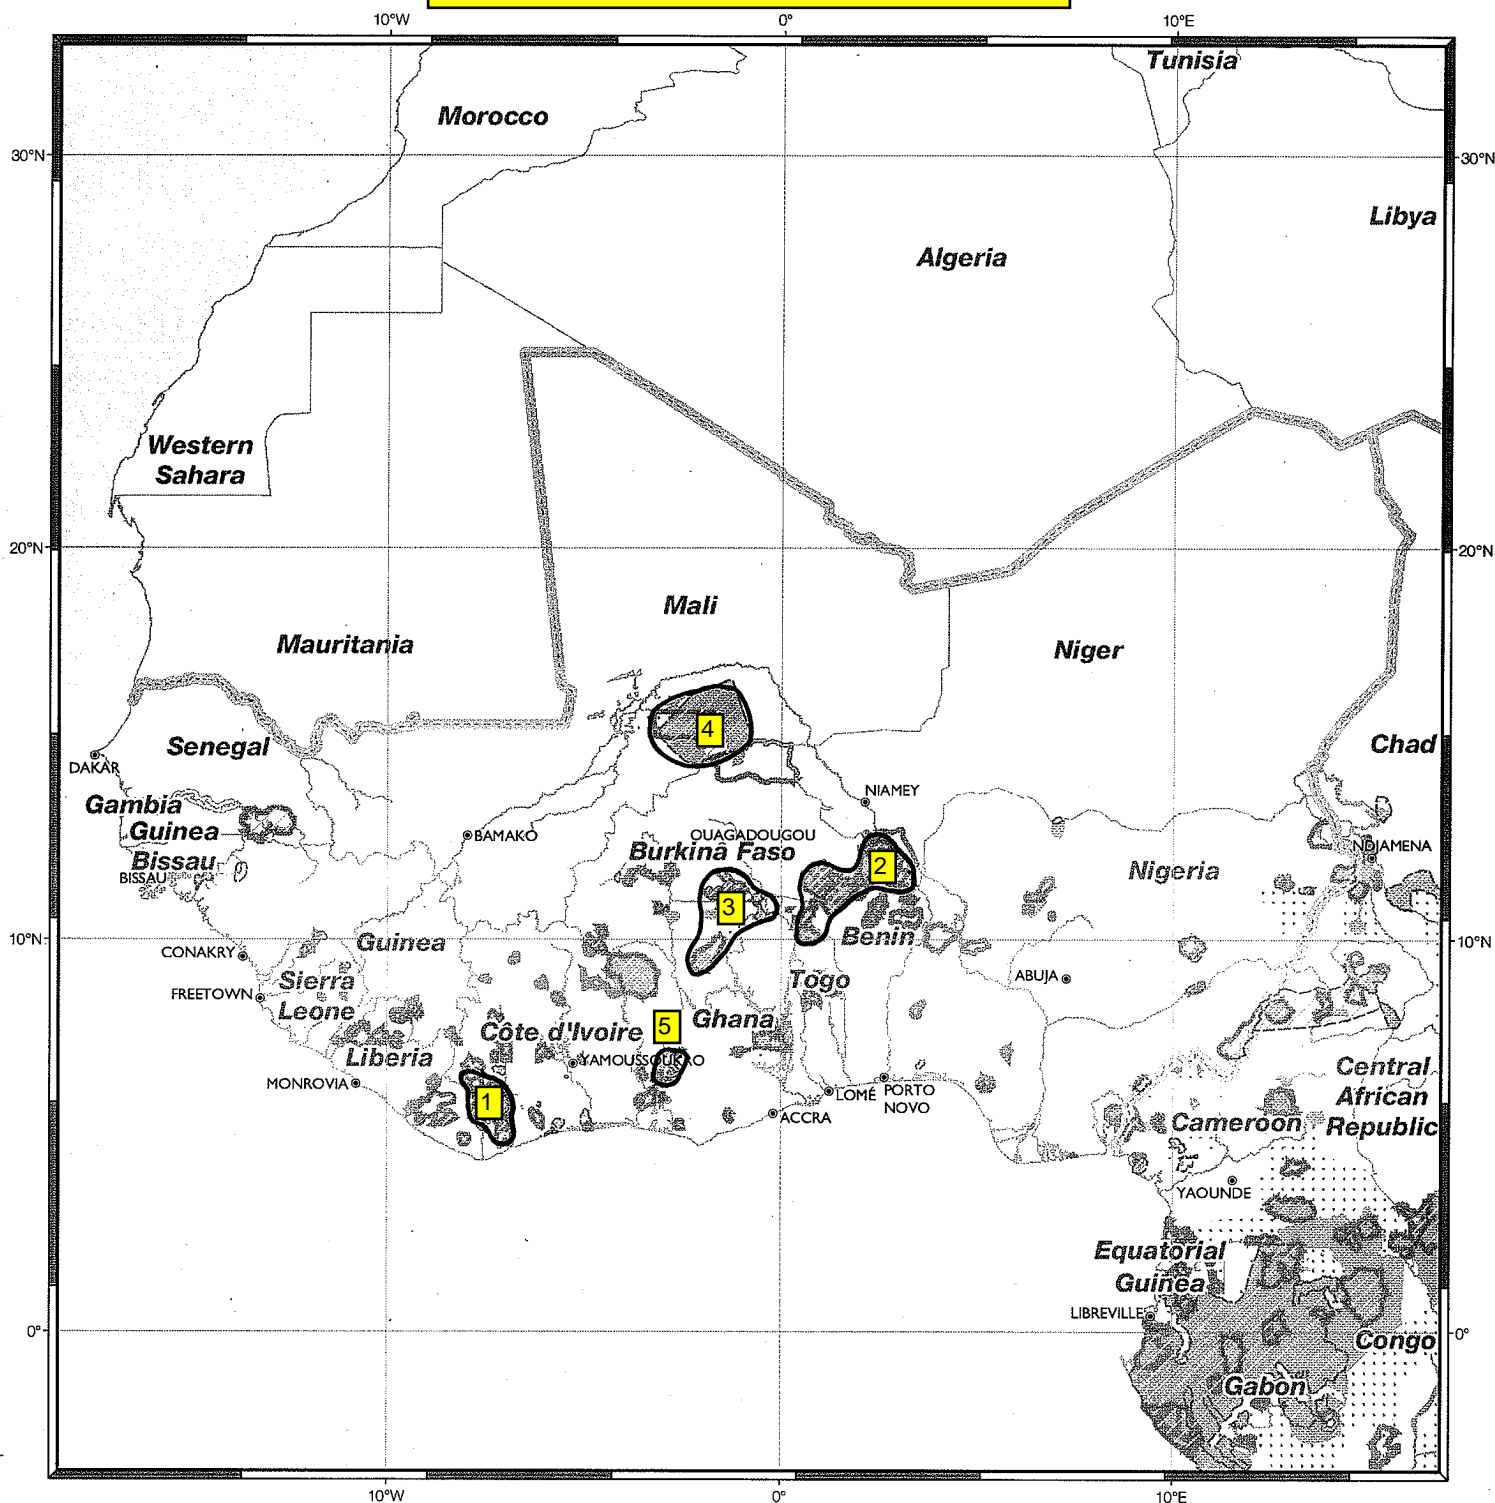 10°W 0° 10°E
Tunisia
Morocco
30°N 30°N
Libya
Algeria
Western
Sahara
20°N 20°N
Mali
Mauritania
Niger
4
Senegal
Chad
DAKAR
NIAMEY
Gambia
Guinea
Bissau
BISSAU
BAMAKO
OUAGADOUGOU
Burkina Faso
NDJAMENA
2
Nigeria
3
10°N 10°N
Guinea
Benin
CONAKRY
ABUJA
Sierra
Leone
Togo
FREETOWN
5
Ghana
Côte d'Ivoire
Liberia
YAMOUSSOUKRO
Central
African
Republic
MONROVIA
LOMÉ
PORTO
NOVO
1
ACCRA
Cameroon
YAOUNDE
Equatorial
Guinea
LIBREVILLE
0° 0°
Congo
Gabon
10°W 0° 10°E